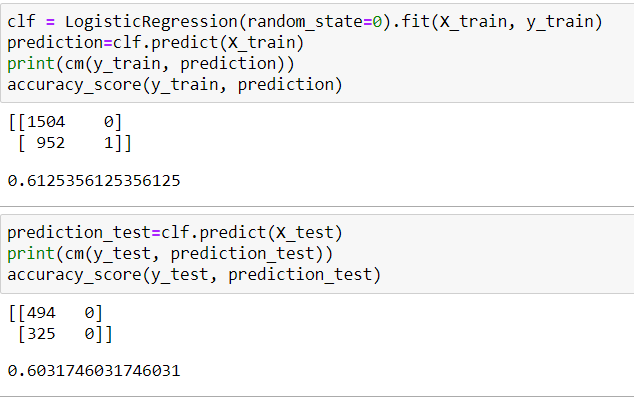 clf = LogisticRegression(random_state=0).fit(X_train, y_train)
prediction=clf.predict(X_train)
print(cm(y_train, prediction))
accuracy_score(y_train, prediction)
[[1504    0]
 [ 952    1]]
0.6125356125356125
prediction_test=clf.predict(X_test)
print(cm(y_test, prediction_test))
accuracy_score(y_test, prediction_test)
[[494   0]
 [325   0]]
0.6031746031746031